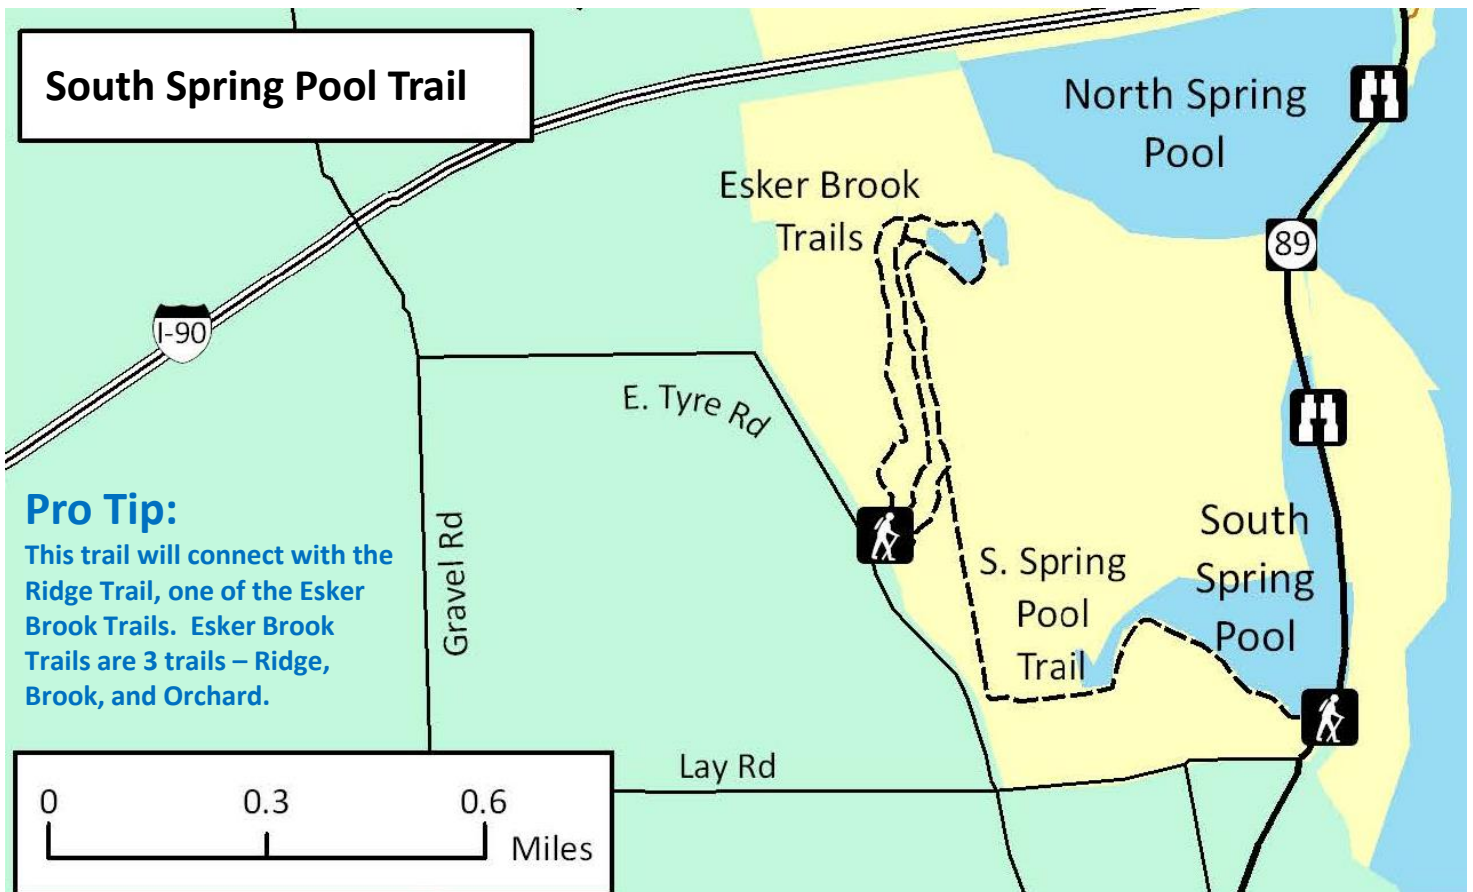 South Spring Pool Trail
North Spring
Pool
Esker Brook
Trails
89
I-90
E. Tyre Rd
Pro Tip:
This trail will connect with the
Ridge Trail, one of the Esker
Brook Trails.  Esker Brook
Trails are 3 trails – Ridge,
Brook, and Orchard.
Gravel Rd
S. Spring
Pool
Trail
South
Spring
Pool
Lay Rd
0 0.3 0.6
Miles